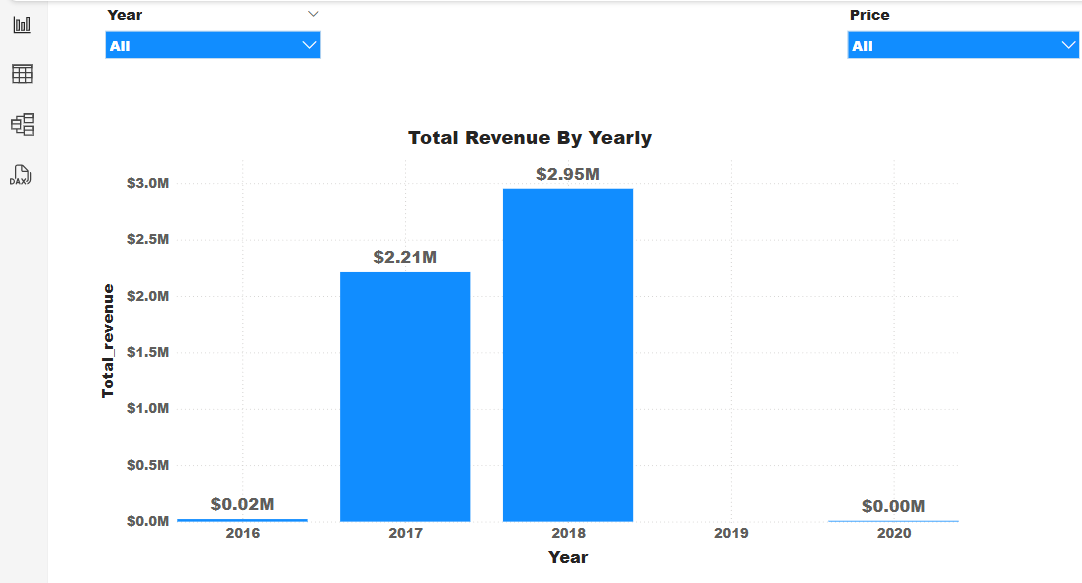 Year
Price
All
All
DAX
Total Revenue By Yearly
$3.0M
$2.5M
$2.0M
$1.5M
$1.0M
$0.5M
$0.0M
Total_revenue
$0.02M
$2.21M
$2.95M
$0.00M
2016
2017
2018
2019
2020
Year